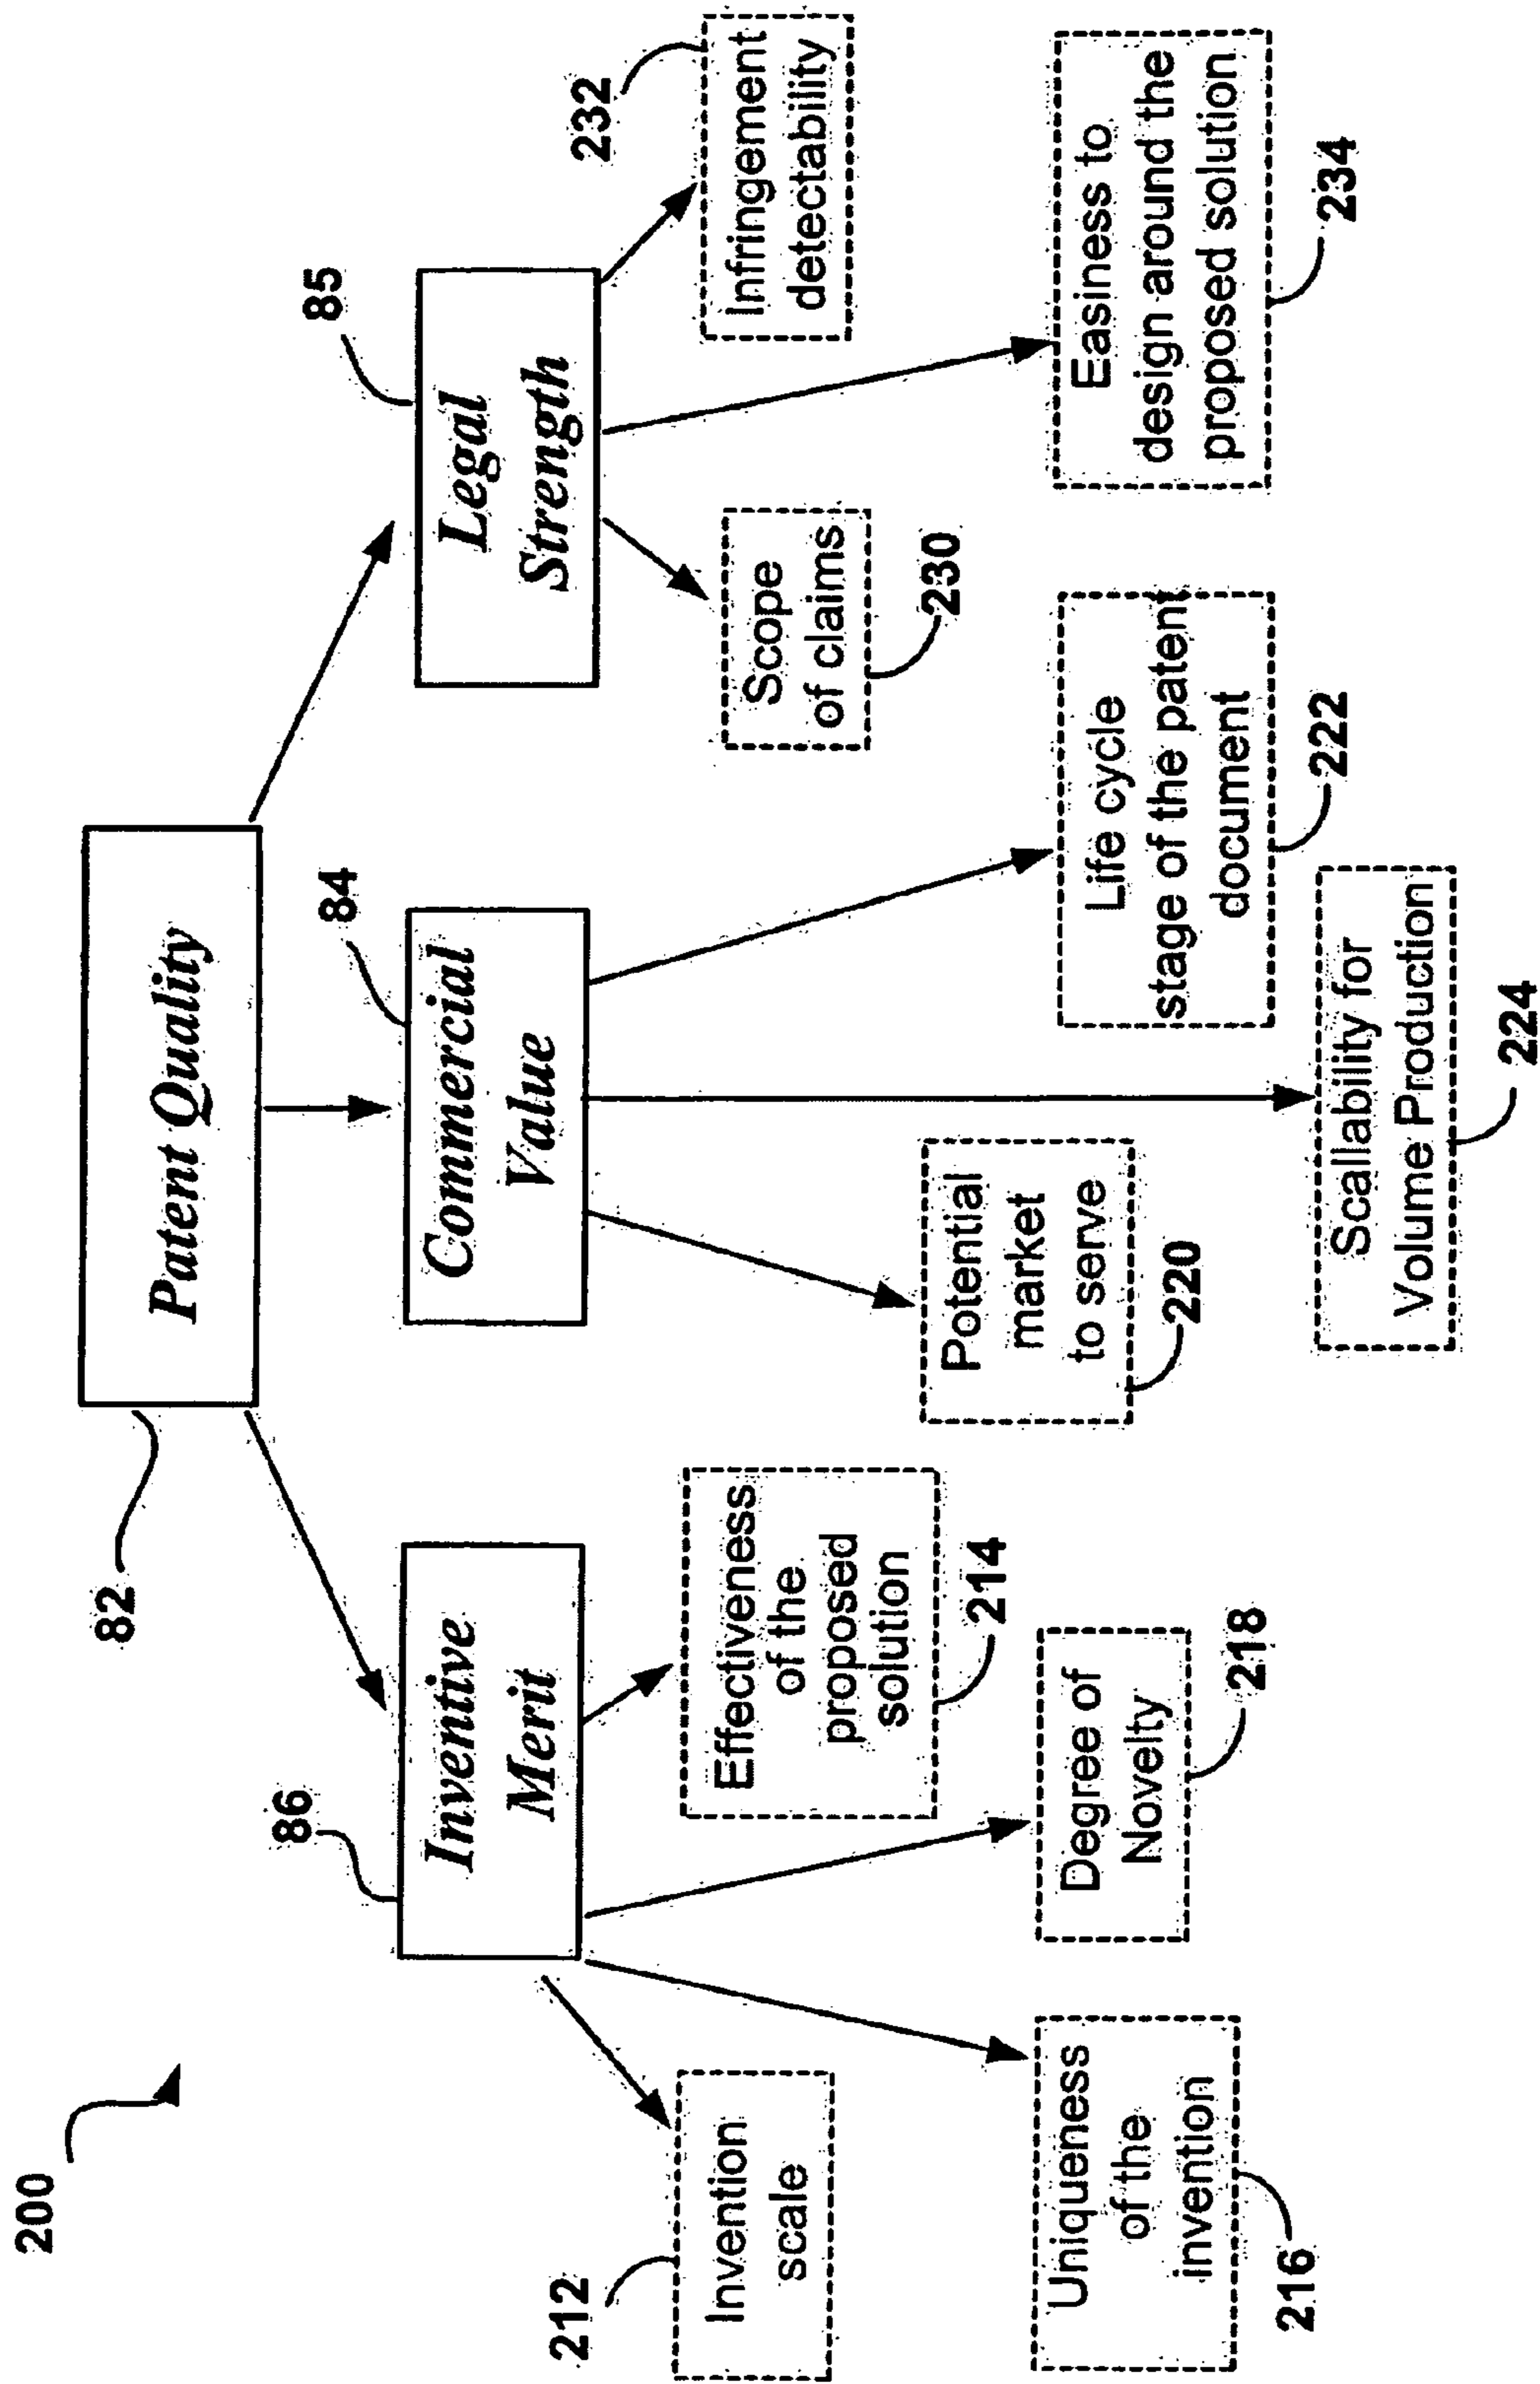 200
82
Patent Quality
86
Inventive
Merit
84
Commercial
Value
85
Legal
Strength
212
Invention
scale
Effectiveness
of the
proposed
solution
214
Uniqueness
of the
invention
216
Degree of
Novelty
218
Potential
market
to serve
220
Life cycle
stage of the patent
document
222
Scallability for
Volume Production
224
Scope
of claims
230
232
Infringement
detectability
Easiness to
design around the
proposed solution
234